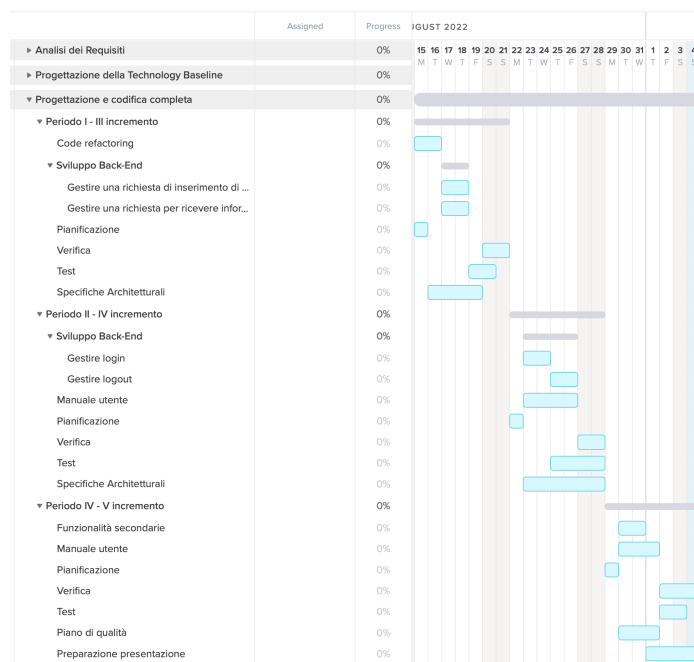 Assigned Progress JGUST 2022
Analisi dei Requisiti 0% 15 16 17 18 19 20 21 22 23 24 25 26 27 28 29 30 31 1 2 3 4
M T W T F S S M T W T F S S M T W T F S S
Progettazione della Technology Baseline 0%
Progettazione e codifica completa 0%
Periodo I - III incremento 0%
Code refactoring 0%
Sviluppo Back-End 0%
Gestire una richiesta di inserimento di ... 0%
Gestire una richiesta per ricevere infor... 0%
Pianificazione 0%
Verifica 0%
Test 0%
Specifiche Architetturali 0%
Periodo II - IV incremento 0%
Sviluppo Back-End 0%
Gestire login 0%
Gestire logout 0%
Manuale utente 0%
Pianificazione 0%
Verifica 0%
Test 0%
Specifiche Architetturali 0%
Periodo IV - V incremento 0%
Funzionalità secondarie 0%
Manuale utente 0%
Pianificazione 0%
Verifica 0%
Test 0%
Piano di qualità 0%
Preparazione presentazione 0%